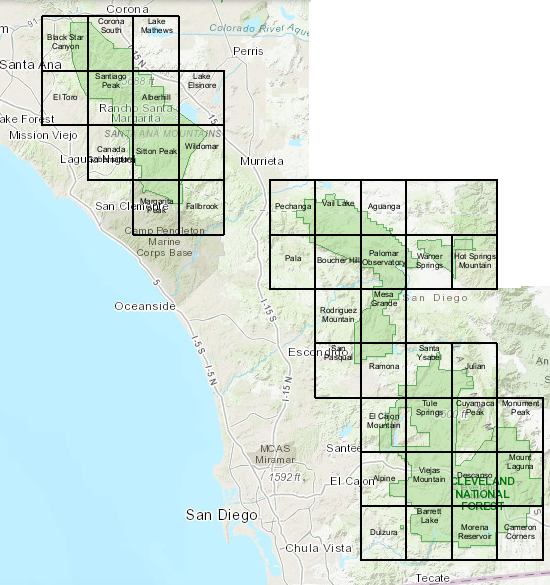 Corona
91
Corona
South
Lake
Mathews
Colorado River Aque
Black Star
Canyon
Perris
Santa Ana
Santiago
Peak
Lake
Elsinore
El Toro
Alberhill
Rancho Santa
Margarita
15
ake Forest
Mission Viejo
SANTA ANA MOUNTAINS
Canada
Gobernadora
Sitton Peak
Wildomar
Laguna Niguel
Murrieta
San Clemente
Margarita
Peak
Fallbrook
Pechanga
Vail Lake
Aguanga
Camp Pendleton
Marine
Corps Base
Pala
Boucher Hill
Palomar
Observatory
Warner
Springs
Hot Springs
Mountain
5
Mesa
Grande
San Diego
Oceanside
I-15 S
Rodriguez
Mountain
I-5 S
I-5 N
Escondido
San
Pasqual
Santa
Ysabel
Ramona
Julian
I-15 N
El Cajon
Mountain
Tule
Springs
Cuyamaca
Peak
Monument
Peak
MCAS
Miramar
1592 ft
Santee
Mount
Laguna
El Cajon
Alpine
Viejas
Mountain
Descanso
CLEVELAND
NATIONAL
FOREST
San Diego
Dulzura
Barrett
Lake
Morena
Reservoir
Cameron
Corners
Chula Vista
Tecate